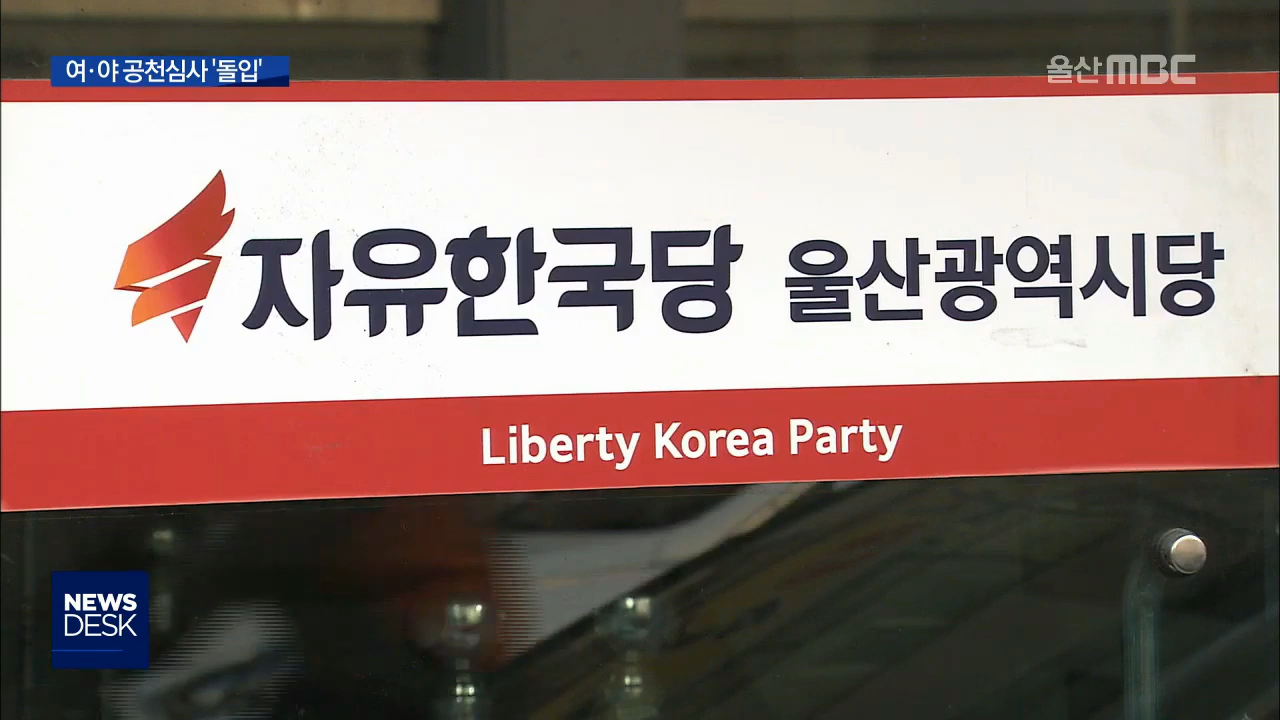 여·야 공천심사 '돌입'
울산MBC
자유한국당 울산광역시당
Liberty Korea Party
NEWS
DESK